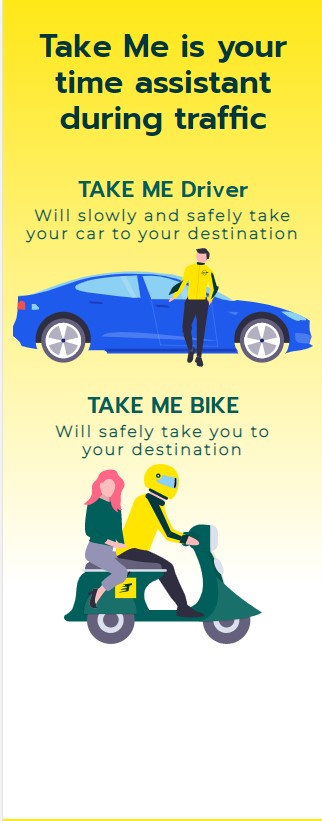 Take Me is your
time assistant
during traffic
TAKE ME Driver
Will slowly and safely take
your car to your destination
TAKE ME BIKE
Will safely take you to
your destination